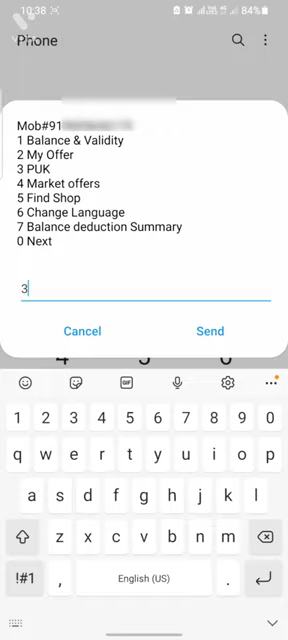 10:38
84%
Phone
Mob#91
1 Balance & Validity
2 My Offer
3 PUK
4 Market offers
5 Find Shop
6 Change Language
7 Balance deduction Summary
0 Next
3
Cancel
Send
GIF
1 2 3 4 5 6 7 8 9 0
q w e r t y u i o p
a s d f g h j k l
z x c v b n m
!#1 , English (US) .